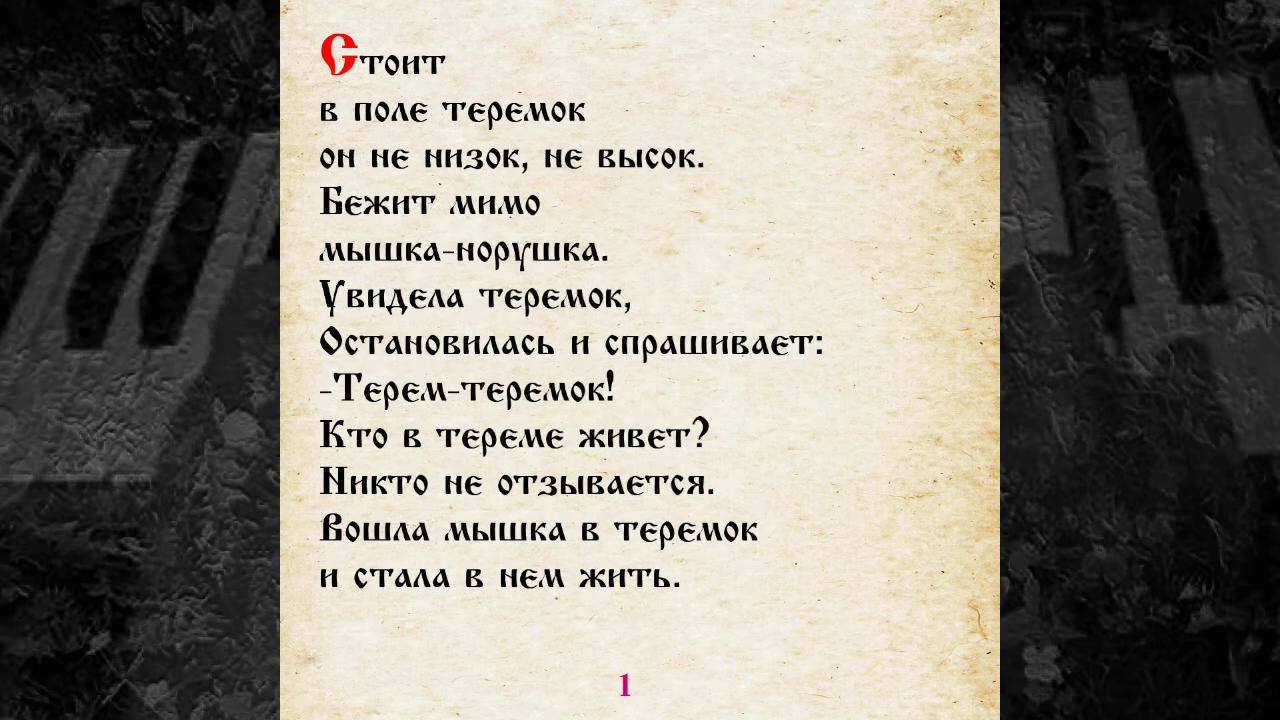 Стоит
в поле теремок
он не низок, не высок.
Бежит мимо
мышка-норушка.
Увидела теремок,
Остановилась и спрашивает:
-Терем-теремок!
Кто в тереме живет?
Никто не отзывается.
Вошла мышка в теремок
и стала в нем жить.
1